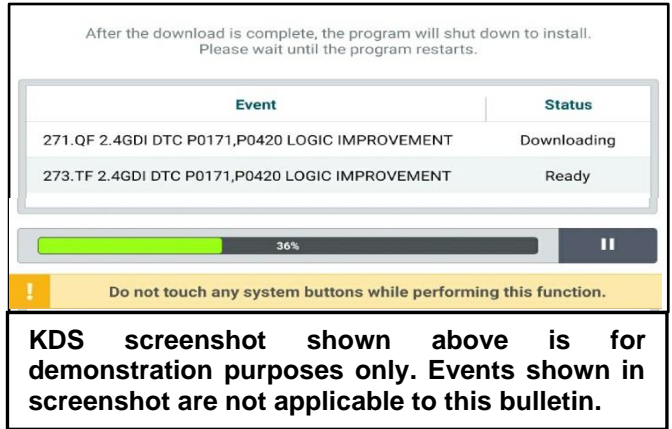 After the download is complete, the program will shut down to install.
Please wait until the program restarts.
Event Status
271.QF 2.4GDI DTC P0171,P0420 LOGIC IMPROVEMENT Downloading
273.TF 2.4GDI DTC P0171,P0420 LOGIC IMPROVEMENT Ready
36%
! Do not touch any system buttons while performing this function.
KDS screenshot shown above is for
demonstration purposes only. Events shown in
screenshot are not applicable to this bulletin.